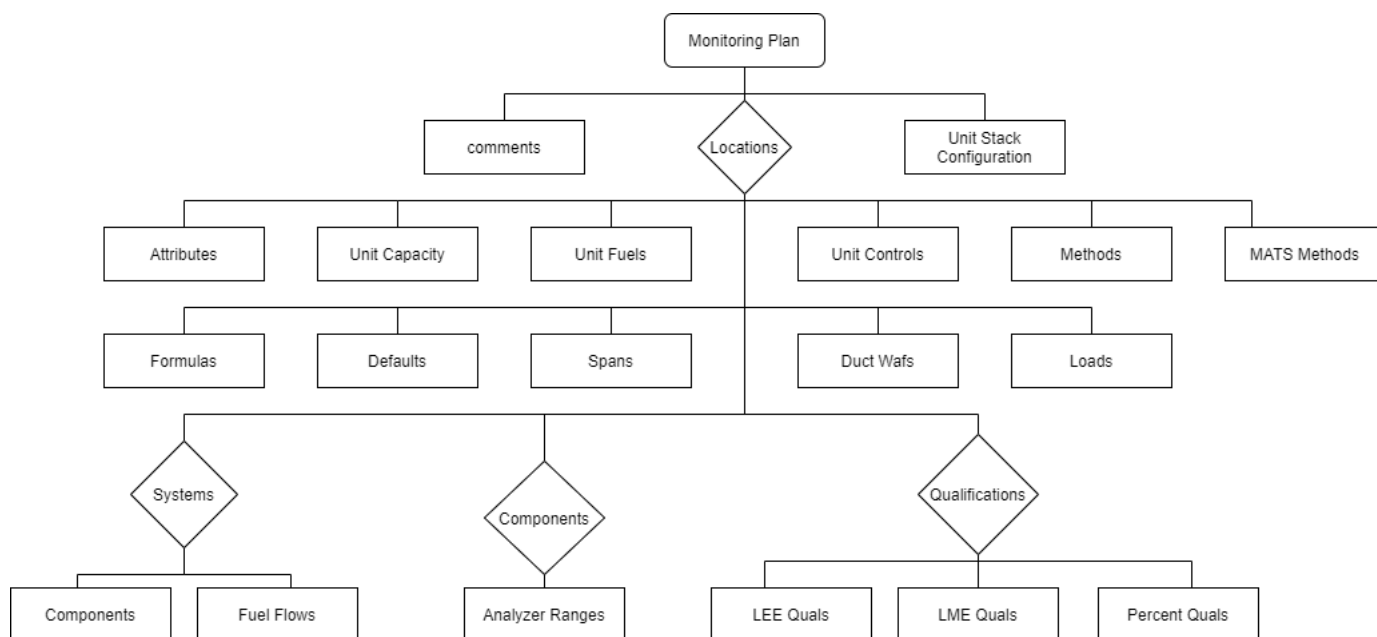 Monitoring Plan
comments
Locations
Unit Stack
Configuration
Attributes
Unit Capacity
Unit Fuels
Unit Controls
Methods
MATS Methods
Formulas
Defaults
Spans
Duct Wafs
Loads
Systems
Components
Qualifications
Components
Fuel Flows
Analyzer Ranges
LEE Quals
LME Quals
Percent Quals